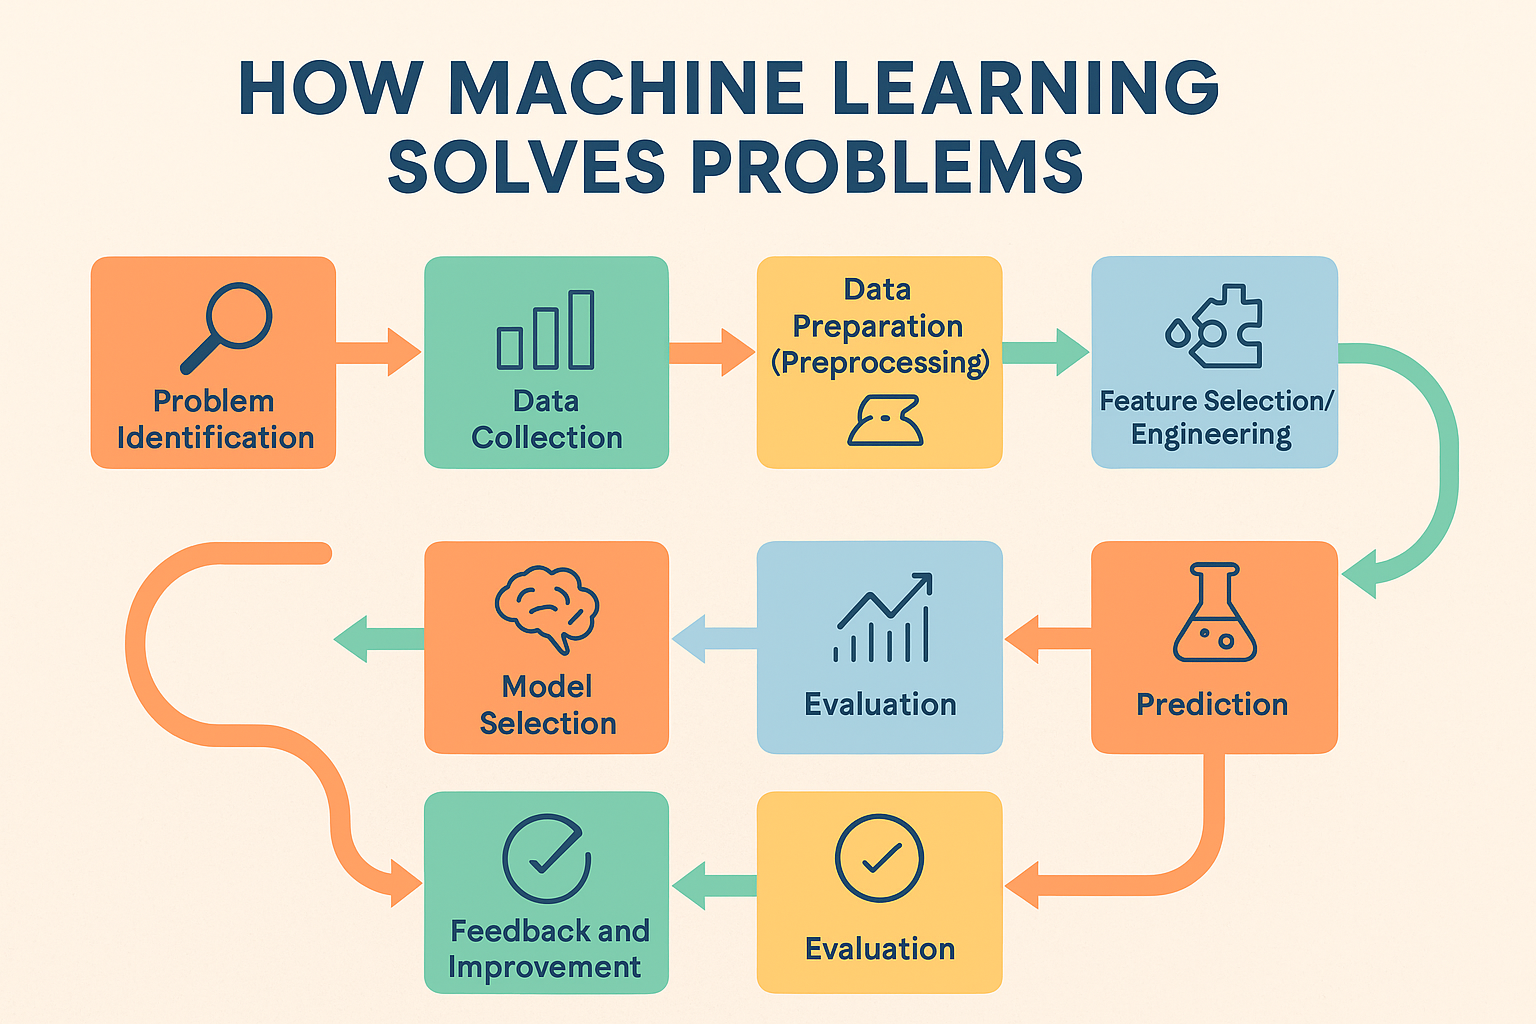 HOW MACHINE LEARNING
SOLVES PROBLEMS
Problem
Identification
Data
Collection
Data
Preparation
(Preprocessing)
Feature Selection/
Engineering
Model
Selection
Evaluation
Prediction
Feedback and
Improvement
Evaluation